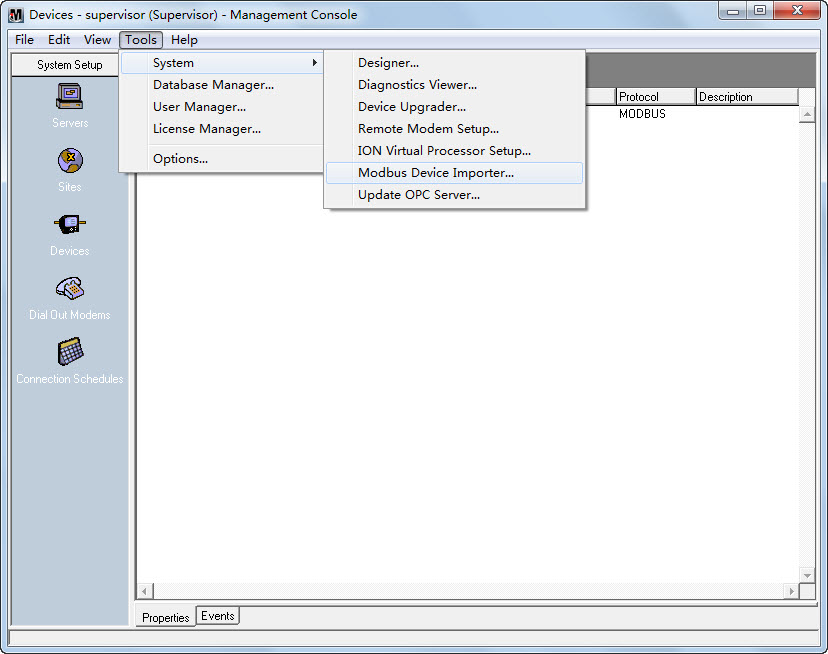 Devices - supervisor (Supervisor) - Management Console
File Edit View Tools Help
System Setup
Servers
Sites
Devices
Dial Out Modems
Connection Schedules
System
Database Manager...
User Manager...
License Manager...
Options...
Designer...
Diagnostics Viewer...
Device Upgrader...
Remote Modem Setup...
ION Virtual Processor Setup...
Modbus Device Importer...
Update OPC Server...
Protocol Description
MODBUS
Properties Events